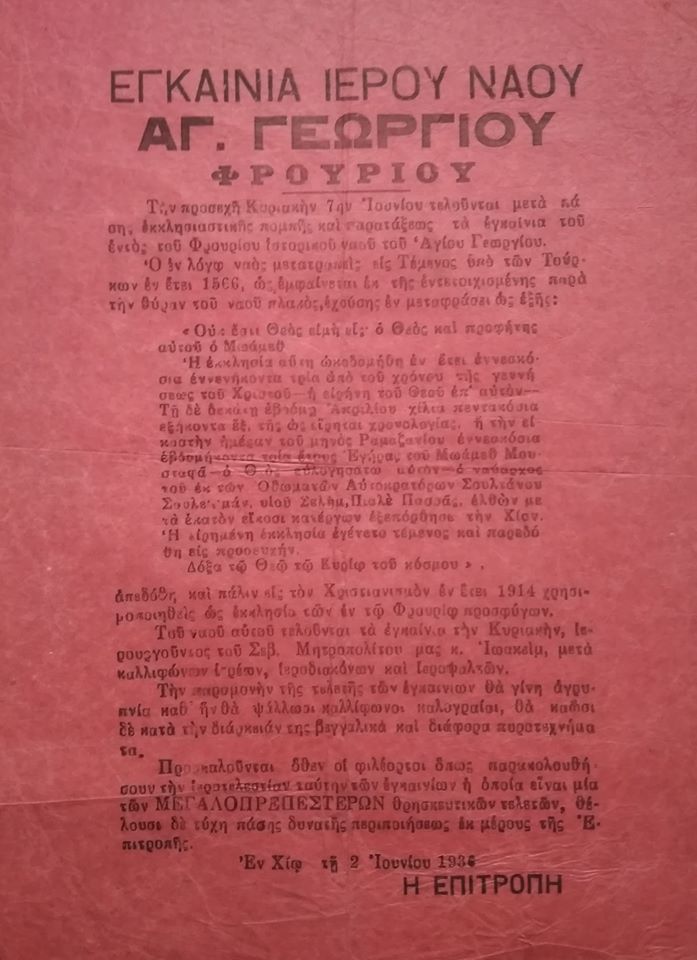 ΕΓΚΑΙΝΙΑ ΙΕΡΟΥ ΝΑΟΥ
ΑΓ. ΓΕΩΡΓΙΟΥ
ΦΡΟΥΡΙΟΥ
Τὴν προσεχῆ Κυριακὴν 7ην Ἰουνίου τελοῦνται μετὰ πά
σης ἐκκλησιαστικῆς πομπῆς καὶ παρατάξεως τὰ ἐγκαίνια τοῦ
ἐντὸς τοῦ Φρουρίου ἱστορικοῦ ναοῦ τοῦ Ἁγίου Γεωργίου.
Ὁ ἐν λόγῳ ναὸς μετατραπεὶς εἰς Τέμενος ὑπὸ τῶν Τούρ-
κων ἐν ἔτει 1566, ὡς ἐμφαίνεται ἐκ τῆς ἐντετοιχισμένης παρὰ
τὴν θύραν τοῦ ναοῦ πλακός, ἐχούσης ἐν μεταφράσει ὡς ἑξῆς:
« Οὐκ ἔστι Θεὸς εἰμὴ εἷς ὁ Θεὸς καὶ προφήτης
αὐτοῦ ὁ Μωάμεθ
Ἡ ἐκκλησία αὕτη ὠκοδομήθη ἐν ἔτει ἐννεακό-
σια ἐννενήκοντα τρία ἀπὸ τοῦ χρόνου τῆς γεννή
σεως τοῦ Χριστοῦ—ἡ εἰρήνη τοῦ Θεοῦ ἐπ' αὐτόν—
Τῇ δὲ δεκάτῃ ἑβδόμῃ Ἀπριλίου χίλια πεντακόσια
ἑξήκοντα ἕξ, τῆς ὡς εἴρηται χρονολογίας, ἢ τὴν εἰ
κοστὴν ἡμέραν τοῦ μηνὸς Ραμαζανίου ἐννεακόσια
ἑβδομήκοντα τρία ἔτους Ἐγήρας τοῦ Μωάμεθ Μου-
σταφᾶ—ὁ Θεὸς εὐλογησάτω αὐτὸν—ὁ ναύαρχος
τοῦ ἐκ τῶν Ὀθωμανῶν Αὐτοκρατόρων Σουλτάνου
Σουλεϊμάν, υἱοῦ Σελήμ, Πιαλὲ Πασσᾶς, ἐλθὼν με
τὰ ἑκατὸν εἴκοσι κατέργων ἐξεπόρθησε τὴν Χίον.
Ἡ εἰρημένη ἐκκλησία ἐγένετο τέμενος καὶ παρεδό
θη εἰς προσευχήν.
Δόξα τῷ Θεῷ τῷ Κυρίῳ τοῦ κόσμου » ,
ἀπεδόθη καὶ πάλιν εἰς τὸν Χριστιανισμὸν ἐν ἔτει 1914 χρησι-
μοποιηθεὶς ὡς ἐκκλησία τῶν ἐν τῷ Φρουρίῳ προσφύγων.
Τοῦ ναοῦ αὐτοῦ τελοῦνται τὰ ἐγκαίνια τὴν Κυριακήν, ἱε-
ρουργοῦντος τοῦ Σεβ. Μητροπολίτου μας κ. Ἰωακείμ, μετὰ
καλλιφώνων ἱερέων, ἱεροδιακόνων καὶ ἱεροψαλτῶν.
Τὴν παραμονὴν τῆς τελετῆς τῶν ἐγκαινίων θὰ γίνῃ ἀγρυ-
πνία καθ' ἣν θὰ ψάλλωσι καλλίφωνοι καλογραῖαι, θὰ καῶσι
δὲ κατὰ τὴν διάρκειάν της βεγγαλικὰ καὶ διάφορα πυροτεχνήμα
τα.
Προσκαλοῦνται ὅθεν οἱ φιλέορτοι ὅπως παρακολουθή-
σουν τὴν ἱεροτελεστίαν ταύτην τῶν ἐγκαινίων ἡ ὁποία εἶναι μία
τῶν ΜΕΓΑΛΟΠΡΕΠΕΣΤΕΡΩΝ θρησκευτικῶν τελετῶν, θέ-
λουσι δὲ τύχη πάσης δυνατῆς περιποιήσεως ἐκ μέρους τῆς Ἐ-
πιτροπῆς.
Ἐν Χίῳ τῇ 2 Ἰουνίου 1936
Η ΕΠΙΤΡΟΠΗ